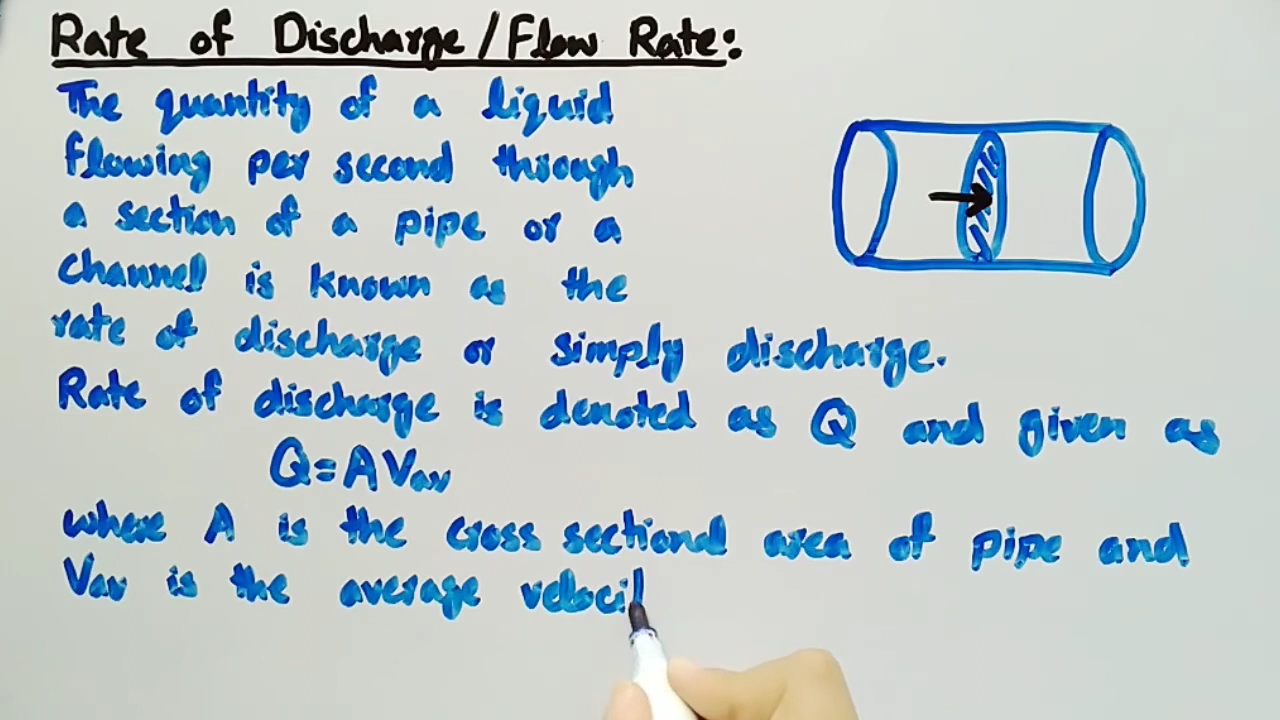 Rate of Discharge/Flow Rate:
The quantity of a liquid
flowing per second through
a section of a pipe or a
channel is known as the
rate of discharge or simply discharge.
Rate of discharge is denoted as Q and given as
Q=AVav
where A is the cross sectional area of pipe and
Vav is the average veloci